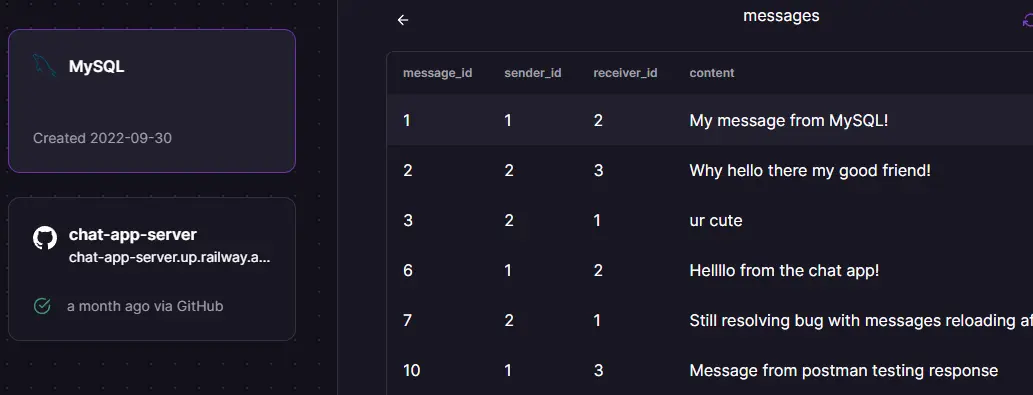 MySQL
Created 2022-09-30
chat-app-server
chat-app-server.up.railway.a...
a month ago via GitHub
messages
message_id sender_id receiver_id content
1 1 2 My message from MySQL!
2 2 3 Why hello there my good friend!
3 2 1 ur cute
6 1 2 Hellllo from the chat app!
7 2 1 Still resolving bug with messages reloading af
10 1 3 Message from postman testing response